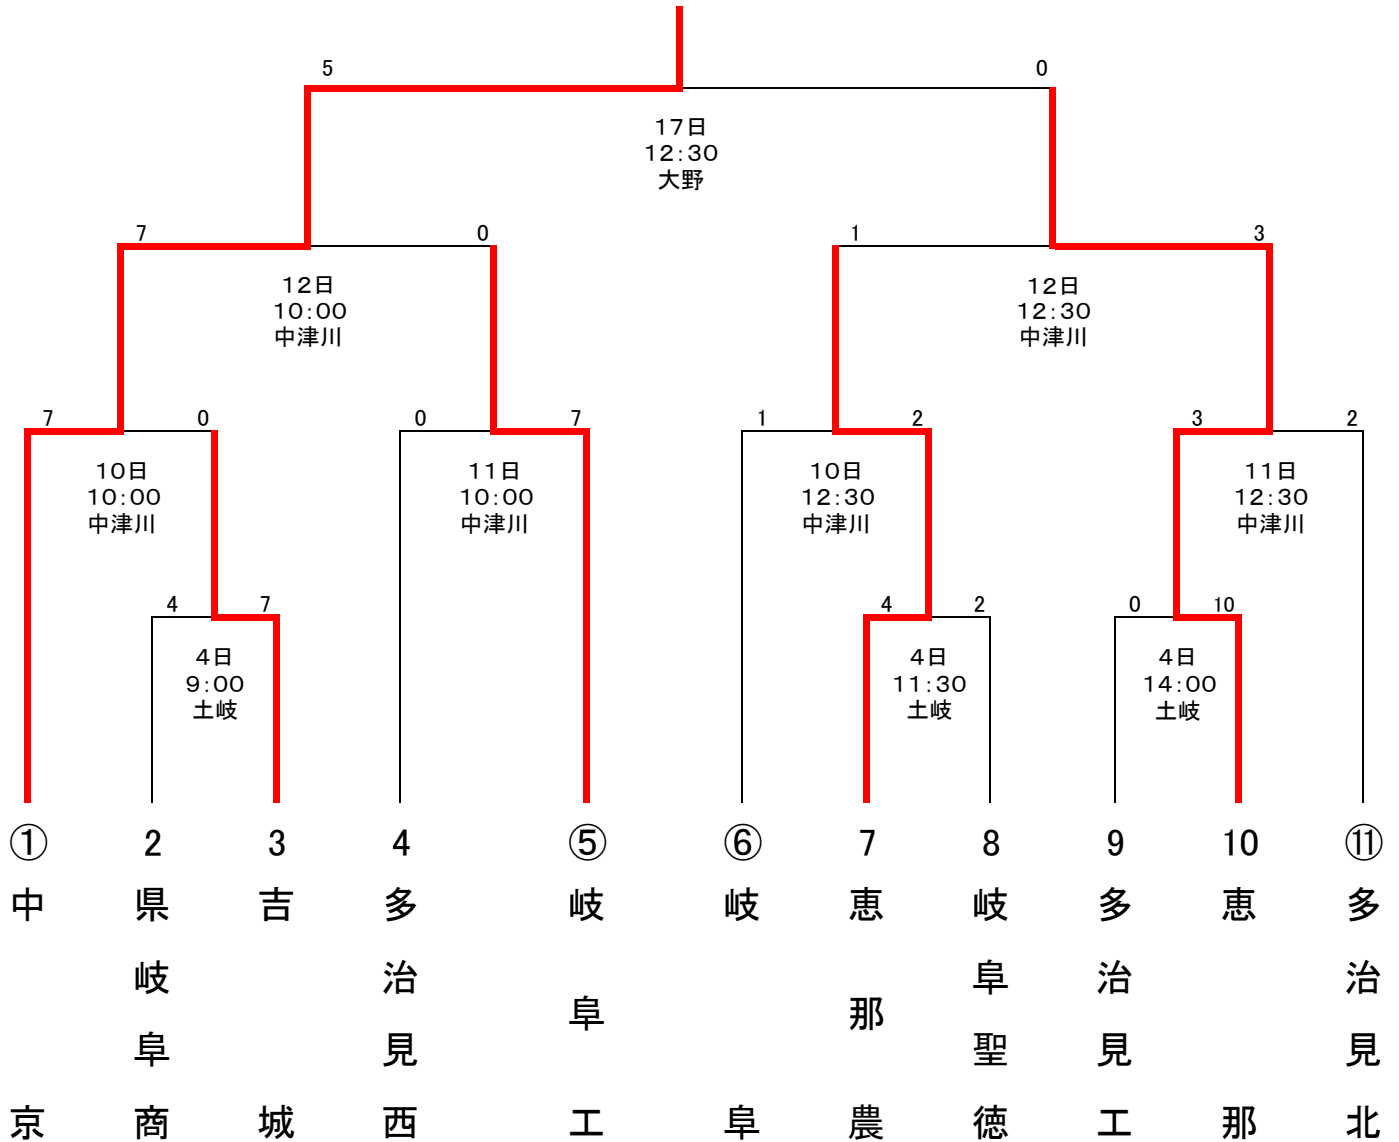 5 0
17日
12:30
大野
7 0 1 3
12日
10:00
中津川
12日
12:30
中津川
7 0 0 7 1 2 3 2
10日
10:00
中津川
11日
10:00
中津川
10日
12:30
中津川
11日
12:30
中津川
4 7 4 2 0 10
4日
9:00
土岐
4日
11:30
土岐
4日
14:00
土岐
① 2 3 4 ⑤ ⑥ 7 8 9 10 ⑪
中京
県岐阜商
吉城
多治見西
岐阜工
岐阜
恵那農
岐阜聖徳
多治見工
恵那
多治見北